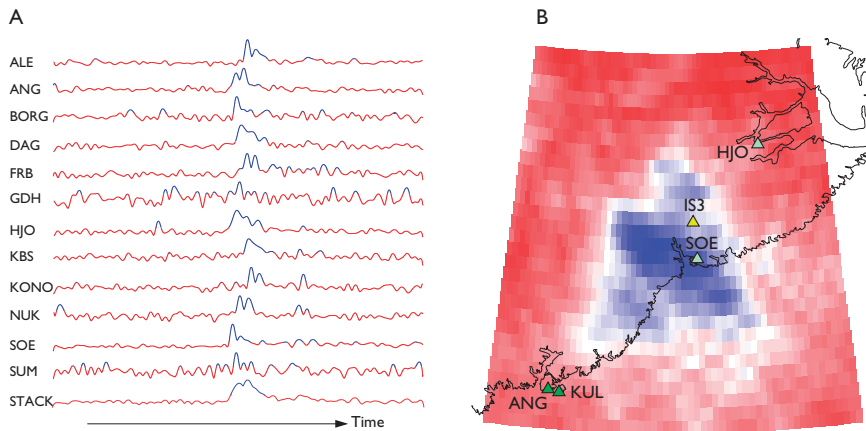 A
ALE
ANG
BORG
DAG
FRB
GDH
HJO
KBS
KONO
NUK
SOE
SUM
STACK
Time
B
HJO
IS3
SOE
ANG
KUL